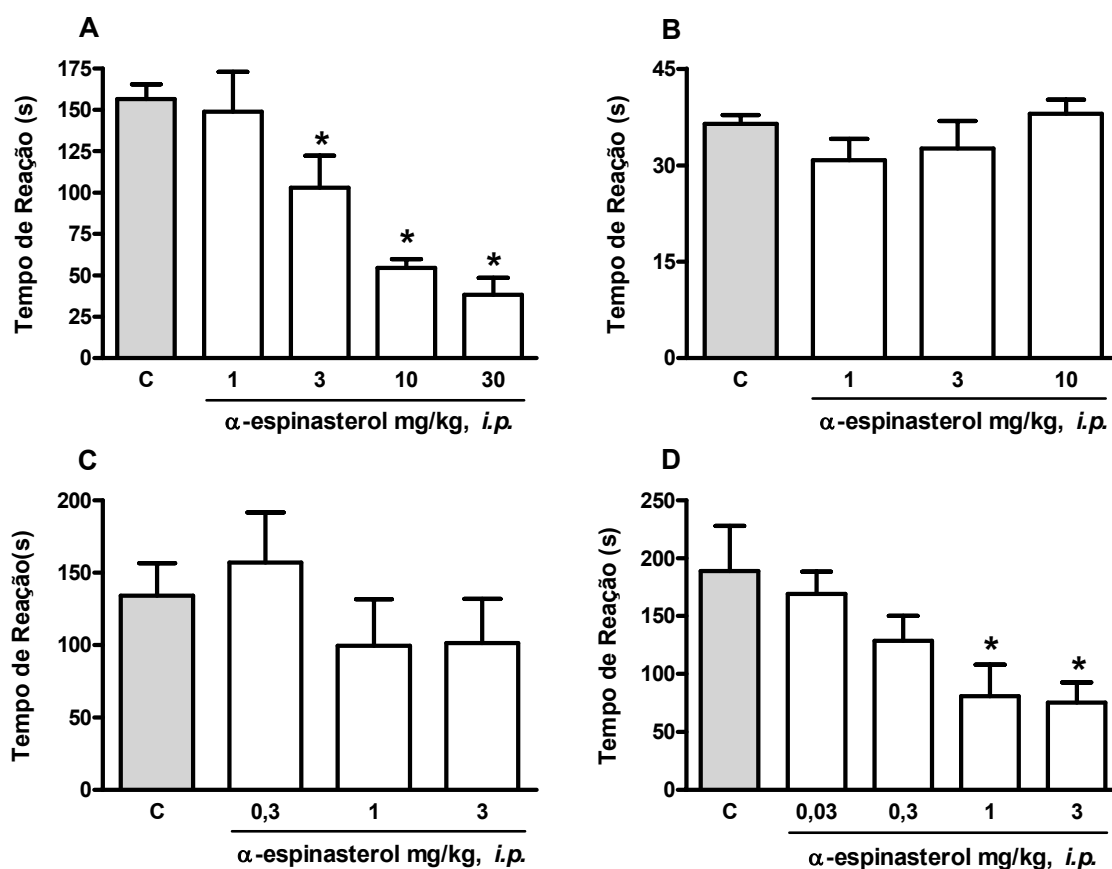 A
Tempo de Reação (s)
175
150
125
100
75
50
25
0
*
*
*
C 1 3 10 30
α-espinasterol mg/kg, i.p.
B
Tempo de Reação (s)
45
30
15
0
C 1 3 10
α-espinasterol mg/kg, i.p.
C
Tempo de Reação(s)
200
150
100
50
0
C 0,3 1 3
α-espinasterol mg/kg, i.p.
D
Tempo de Reação (s)
250
200
150
100
50
0
*
*
C 0,03 0,3 1 3
α-espinasterol mg/kg, i.p.